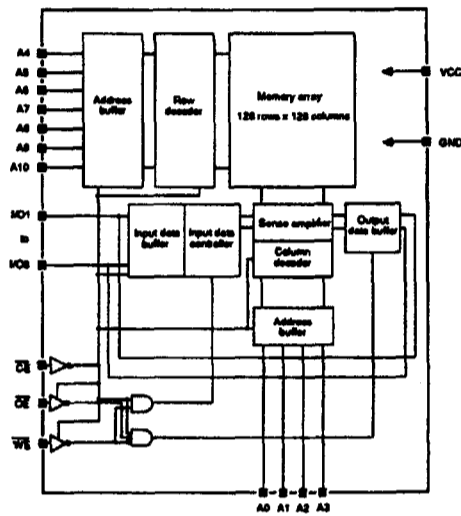 A4
A5
A6
A7
A8
A9
A10
Address
buffer
Row
decoder
Memory array
128 rows x 128 columns
VCC
GND
I/O1
to
I/O8
Input data
buffer
Input data
controller
Sense amplifier
Column
decoder
Output
data buffer
Address
buffer
CS
OE
WE
A0 A1 A2 A3